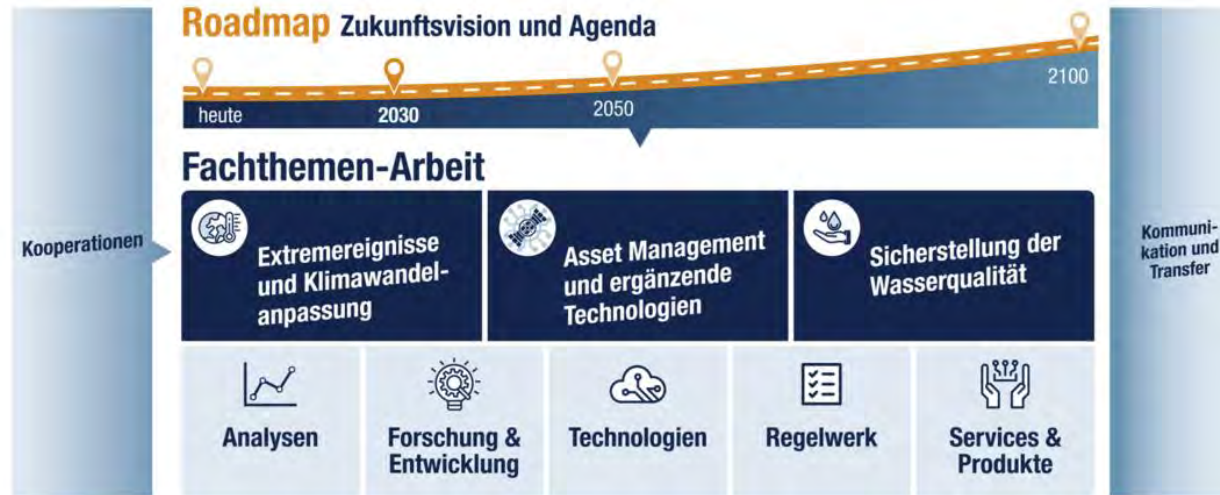 Roadmap Zukunftsvision und Agenda
heute
2030
2050
2100
Fachthemen-Arbeit
Kooperationen
Extremereignisse
und Klimawandel-
anpassung
Asset Management
und ergänzende
Technologien
Sicherstellung der
Wasserqualität
Kommuni-
kation und
Transfer
Analysen
Forschung &
Entwicklung
Technologien
Regelwerk
Services &
Produkte